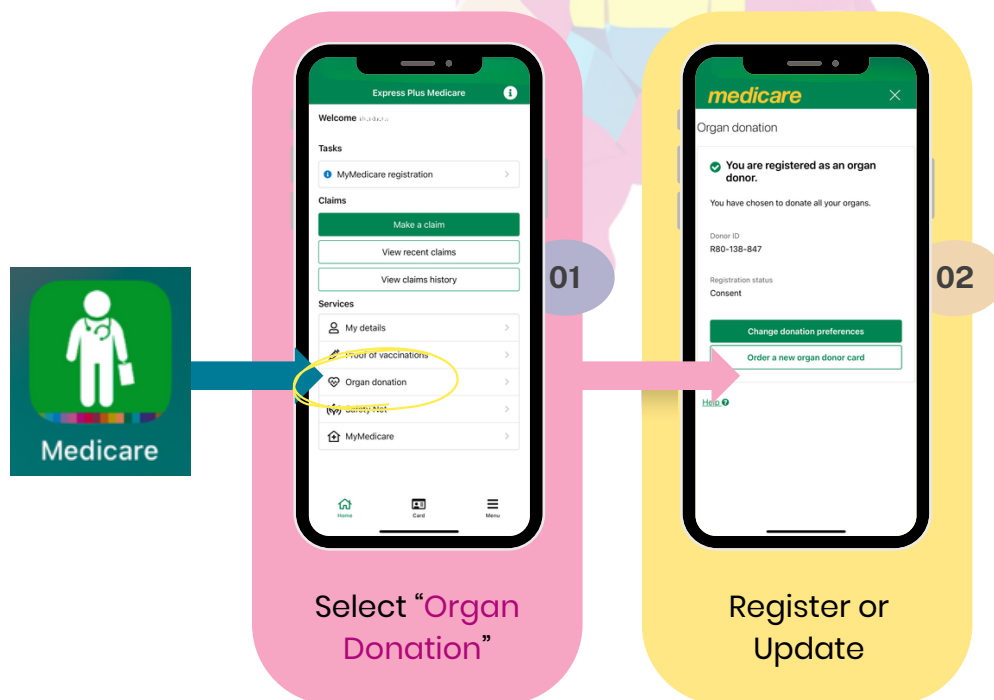 Medicare
Express Plus Medicare
Welcome
Tasks
MyMedicare registration
Claims
Make a claim
View recent claims
View claims history
Services
My details
Proof of vaccinations
Organ donation
Safety Net
MyMedicare
Home
Card
Menu
01
Select “Organ
Donation”
medicare
Organ donation
You are registered as an organ
donor.
You have chosen to donate all your organs.
Donor ID
R80-138-847
Registration status
Consent
Change donation preferences
Order a new organ donor card
Help
02
Register or
Update